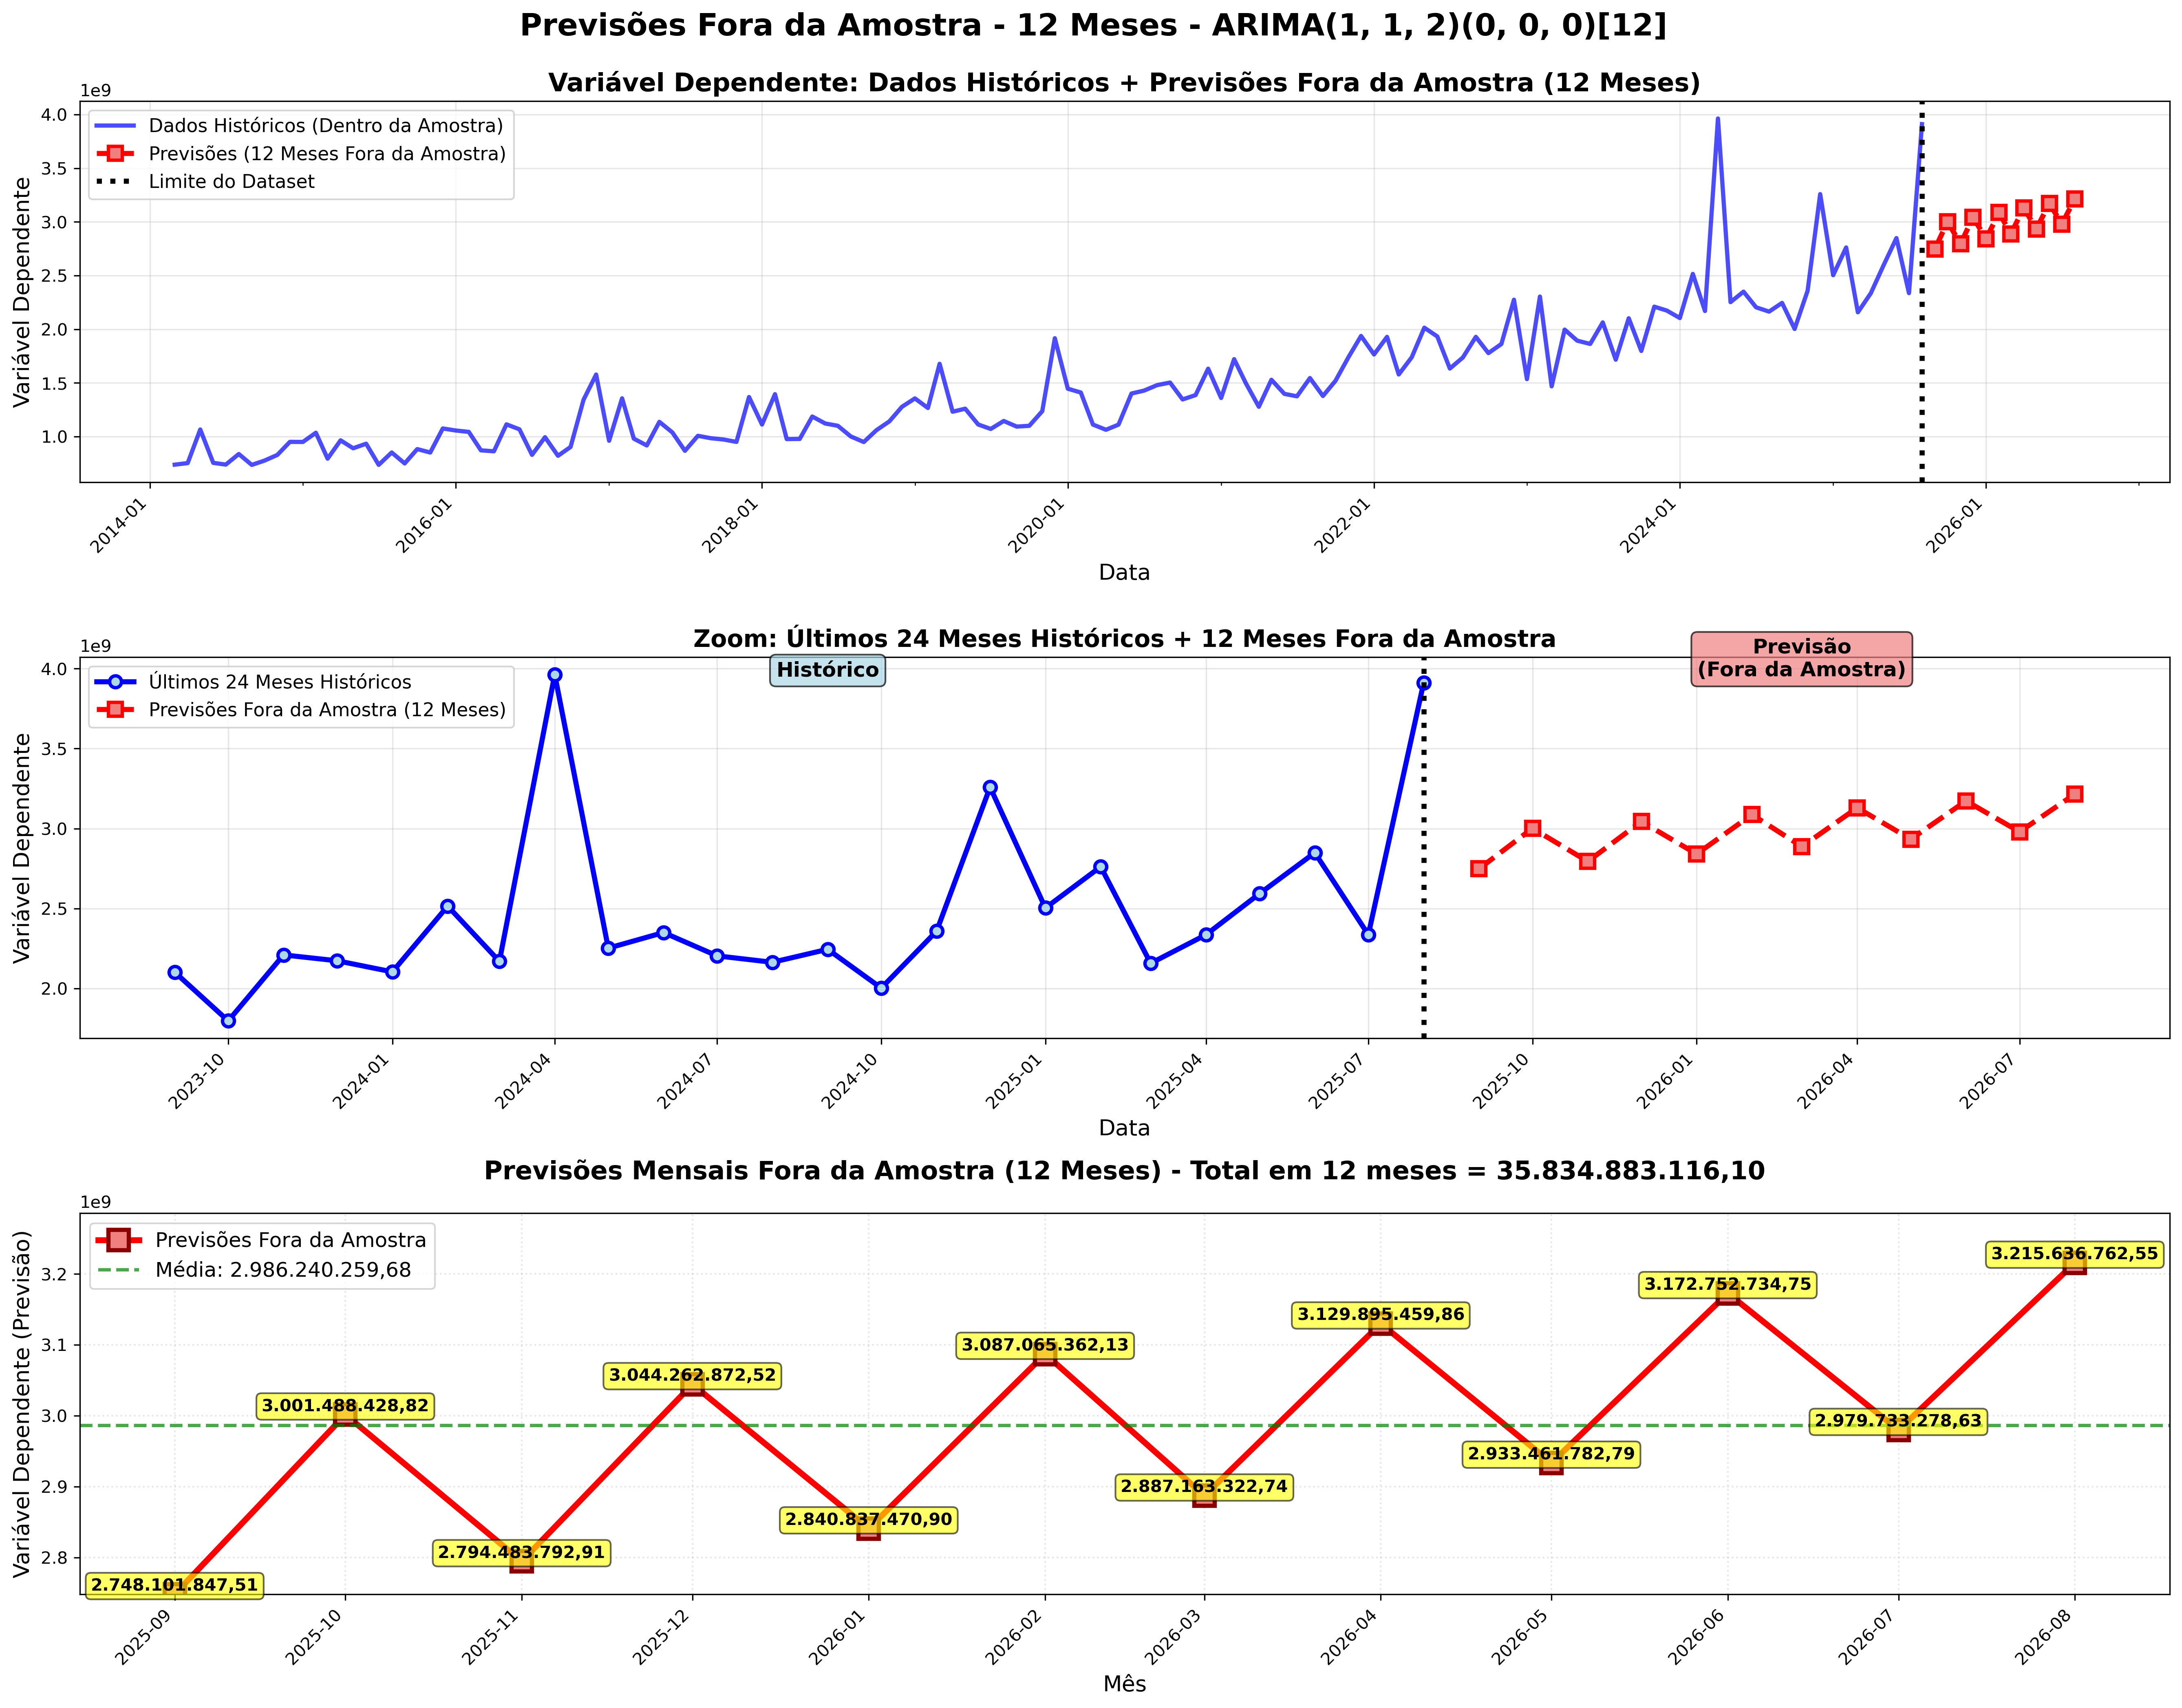 Previsões Fora da Amostra - 12 Meses - ARIMA(1, 1, 2)(0, 0, 0)[12]
Variável Dependente: Dados Históricos + Previsões Fora da Amostra (12 Meses)
1e9
Dados Históricos (Dentro da Amostra)
Previsões (12 Meses Fora da Amostra)
Limite do Dataset
Variável Dependente
4.0
3.5
3.0
2.5
2.0
1.5
1.0
2014-01
2016-01
2018-01
2020-01
2022-01
2024-01
2026-01
Data
Zoom: Últimos 24 Meses Históricos + 12 Meses Fora da Amostra
1e9
Últimos 24 Meses Históricos
Previsões Fora da Amostra (12 Meses)
Histórico
Previsão
(Fora da Amostra)
Variável Dependente
4.0
3.5
3.0
2.5
2.0
2023-10
2024-01
2024-04
2024-07
2024-10
2025-01
2025-04
2025-07
2025-10
2026-01
2026-04
2026-07
Data
Previsões Mensais Fora da Amostra (12 Meses) - Total em 12 meses = 35.834.883.116,10
1e9
Previsões Fora da Amostra
Média: 2.986.240.259,68
Variável Dependente (Previsão)
3.2
3.1
3.0
2.9
2.8
2.748.101.847,51
3.001.488.428,82
2.794.483.792,91
3.044.262.872,52
2.840.837.470,90
3.087.065.362,13
2.887.163.322,74
3.129.895.459,86
2.933.461.782,79
3.172.752.734,75
2.979.733.278,63
3.215.636.762,55
2025-09
2025-10
2025-11
2025-12
2026-01
2026-02
2026-03
2026-04
2026-05
2026-06
2026-07
2026-08
Mês